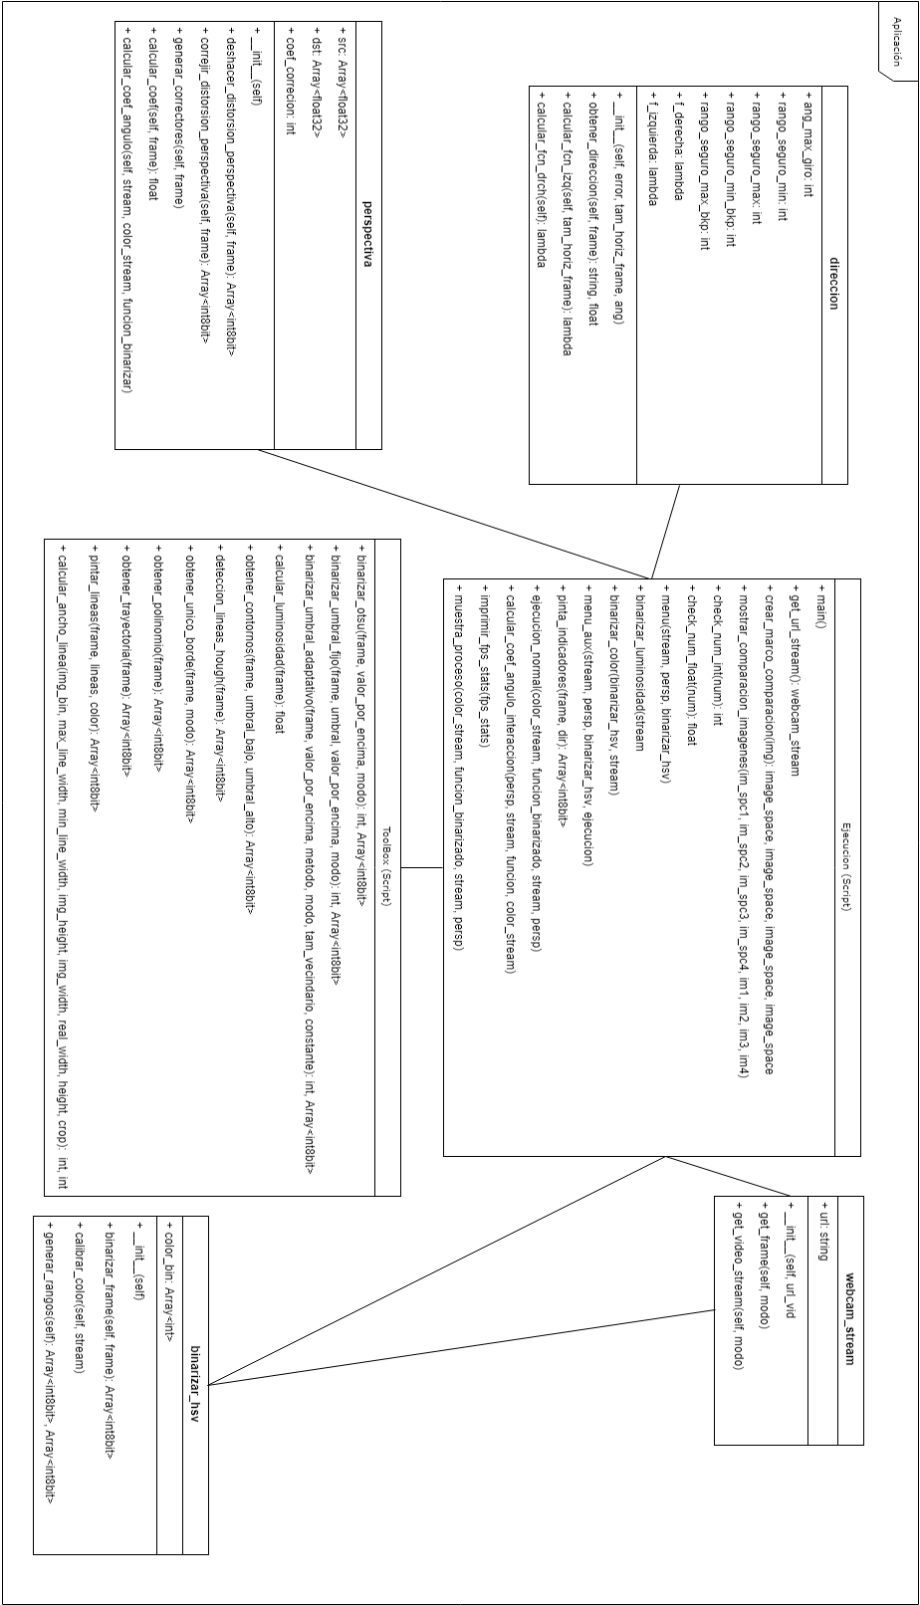 Aplicación
direccion
+ ang_max_giro: int
+ rango_seguro_min: int
+ rango_seguro_max: int
+ rango_seguro_min_bkp: int
+ rango_seguro_max_bkp: int
+ f_derecha: lambda
+ f_izquierda: lambda
+ __init__(self, error, tam_horiz_frame, ang)
+ obtener_direccion(self, frame): string, float
+ calcular_fcn_izq(self, tam_horiz_frame): lambda
+ calcular_fcn_drch(self): lambda
Ejecucion (Script)
+ main()
+ get_url_stream(): webcam_stream
+ crear_marco_comparacion(img): image_space, image_space, image_space, image_space
+ mostrar_comparacion_imagenes(im_spc1, im_spc2, im_spc3, im_spc4, im1, im2, im3, im4)
+ check_num_int(num): int
+ check_num_float(num): float
+ menu(stream, persp, binarizar_hsv)
+ binarizar_luminosidad(stream
+ binarizar_color(binarizar_hsv, stream)
+ menu_aux(stream, persp, binarizar_hsv, ejecucion)
+ pinta_indicadores(frame, dir): Array<int8bit>
+ ejecucion_normal(color_stream, funcion_binarizado, stream, persp)
+ calcular_coef_angulo_interaccion(persp, stream, funcion, color_stream)
+ imprimir_fps_stats(fps_stats)
+ muestra_proceso(color_stream, funcion_binarizado, stream, persp)
webcam_stream
+ url: string
+ __init__(self, url_vid
+ get_frame(self, modo)
+ get_video_stream(self, modo)
perspectiva
+ src: Array<float32>
+ dst: Array<float32>
+ coef_correcion: int
+ __init__(self)
+ deshacer_distorsion_perspectiva(self, frame): Array<int8bit>
+ correjir_distorsion_perspectiva(self, frame): Array<int8bit>
+ generar_correctores(self, frame)
+ calcular_coef(self, frame): float
+ calcular_coef_angulo(self, stream, color_stream, funcion_binarizar)
ToolBox (Script)
+ binarizar_otsu(frame, valor_por_encima, modo): int, Array<int8bit>
+ binarizar_umbral_fijo(frame, umbral, valor_por_encima, modo): int, Array<int8bit>
+ binarizar_umbral_adaptativo(frame, valor_por_encima, metodo, modo, tam_vecindario, constante): int, Array<int8bit>
+ calcular_luminosidad(frame): float
+ obtener_contornos(frame, umbral_bajo, umbral_alto): Array<int8bit>
+ deteccion_lineas_hough(frame): Array<int8bit>
+ obtener_unico_borde(frame, modo): Array<int8bit>
+ obtener_polinomio(frame): Array<int8bit>
+ obtener_trayectoria(frame): Array<int8bit>
+ pintar_lineas(frame, lineas, color): Array<int8bit>
+ calcular_ancho_linea(img_bin, max_line_width, min_line_width, img_height, img_width, real_width, height, crop): int, int
binarizar_hsv
+ color_bin: Array<int>
+ __init__(self)
+ binarizar_frame(self, frame): Array<int8bit>
+ calibrar_color(self, stream)
+ generar_rangos(self): Array<int8bit>, Array<int8bit>